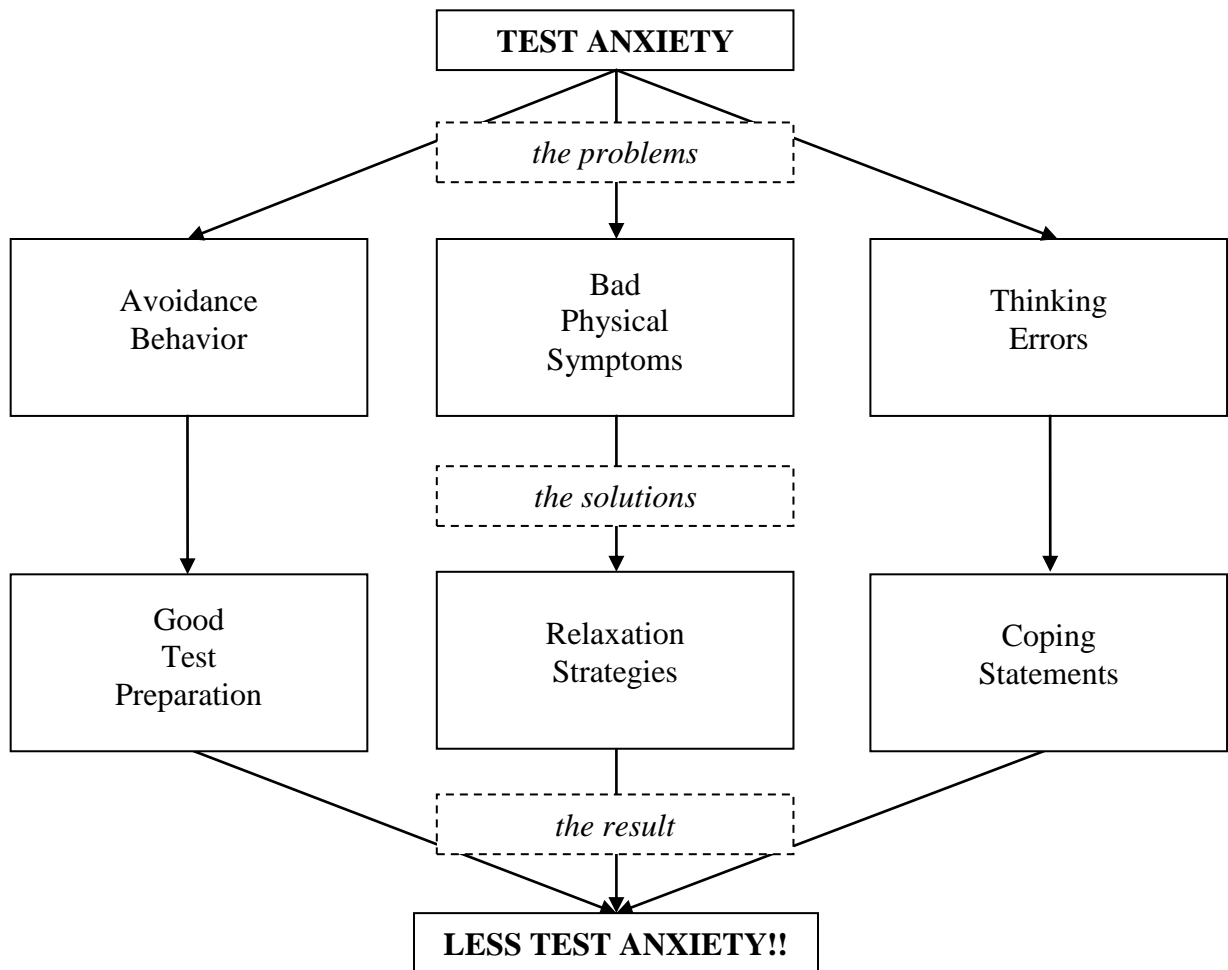 TEST ANXIETY
the problems
Avoidance
Behavior
Bad
Physical
Symptoms
Thinking
Errors
the solutions
Good
Test
Preparation
Relaxation
Strategies
Coping
Statements
the result
LESS TEST ANXIETY!!